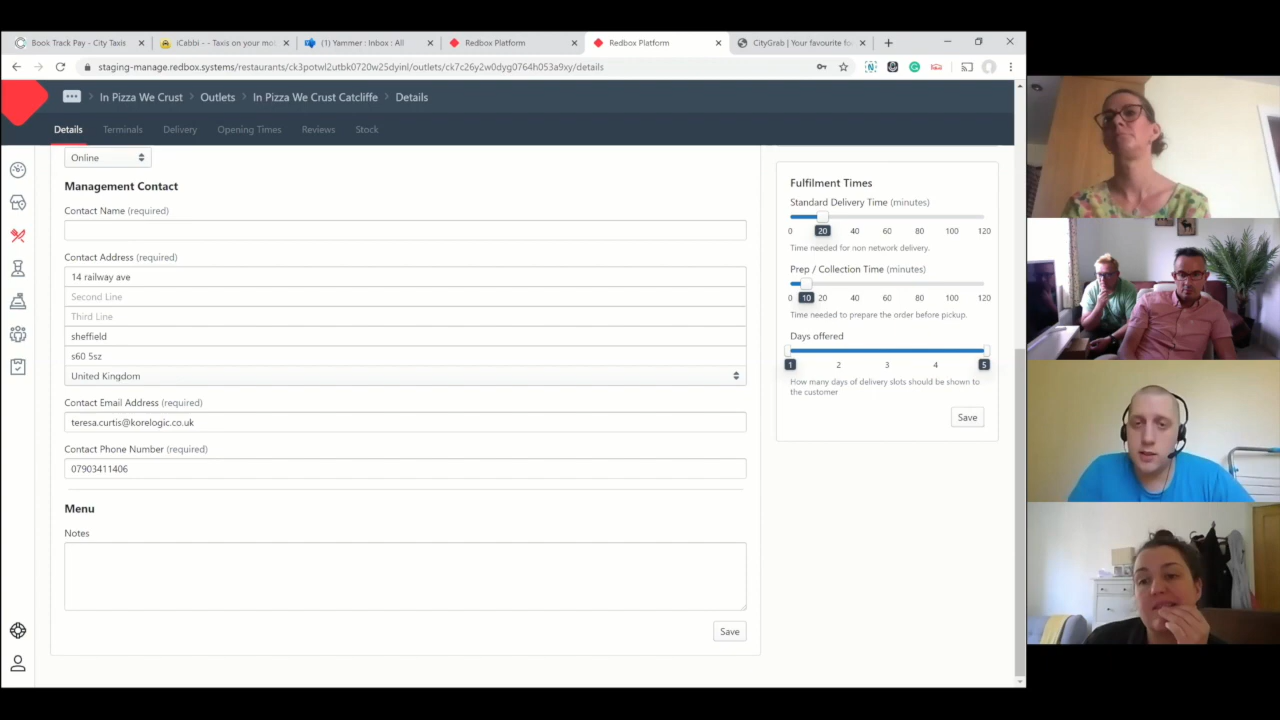 Book Track Pay - City Taxis
iCabbi - - Taxis on your mo
(1) Yammer : Inbox : All
Redbox Platform
Redbox Platform
CityGrab | Your favourite fo
staging-manage.redbox.systems/restaurants/ck3potwl2utbk0720w25dyinl/outlets/ck7c26y2w0dyg0764h053a9xy/details
In Pizza We Crust > Outlets > In Pizza We Crust Catcliffe > Details
Details
Terminals
Delivery
Opening Times
Reviews
Stock
Online
Management Contact
Contact Name (required)
Contact Address (required)
14 railway ave
Second Line
Third Line
sheffield
s60 5sz
United Kingdom
Contact Email Address (required)
teresa.curtis@korelogic.co.uk
Contact Phone Number (required)
07903411406
Menu
Notes
Save
Fulfilment Times
Standard Delivery Time (minutes)
0 20 40 60 80 100 120
Time needed for non network delivery.
Prep / Collection Time (minutes)
0 10 20 40 60 80 100 120
Time needed to prepare the order before pickup.
Days offered
1 2 3 4 5
How many days of delivery slots should be shown to
the customer
Save